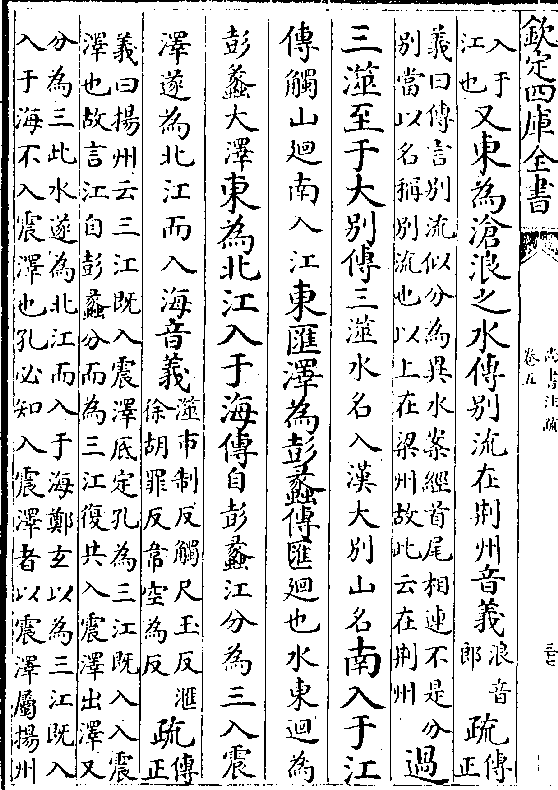 欽定四庫全書
尚書注疏
卷五
入于江也又東為滄浪之水傳别流在荆州音義浪音郎疏傳正
義曰傳言别流似分為異水案經首尾相連不是分别當以名稱别流也以上在梁州故此云在荆州過
三澨至于大别傳三澨水名入漢大别山名南入于江
傳觸山廻南入江東匯澤為彭蠡傳匯廻也水東廻為
彭蠡大澤東為北江入于海傳自彭蠡江分為三入震
澤遂為北江而入海音義澨市制反觸尺玉反滙徐胡罪反常空為反疏傳正
義曰揚州云三江既入震澤厎定孔為三江既入入震澤也故言江自彭蠡分而為三江復共入震澤出澤又
分為三此水遂為北江而入于海鄭玄以為三江既入入于海不入震澤也孔必知入震澤者以震澤屬揚州